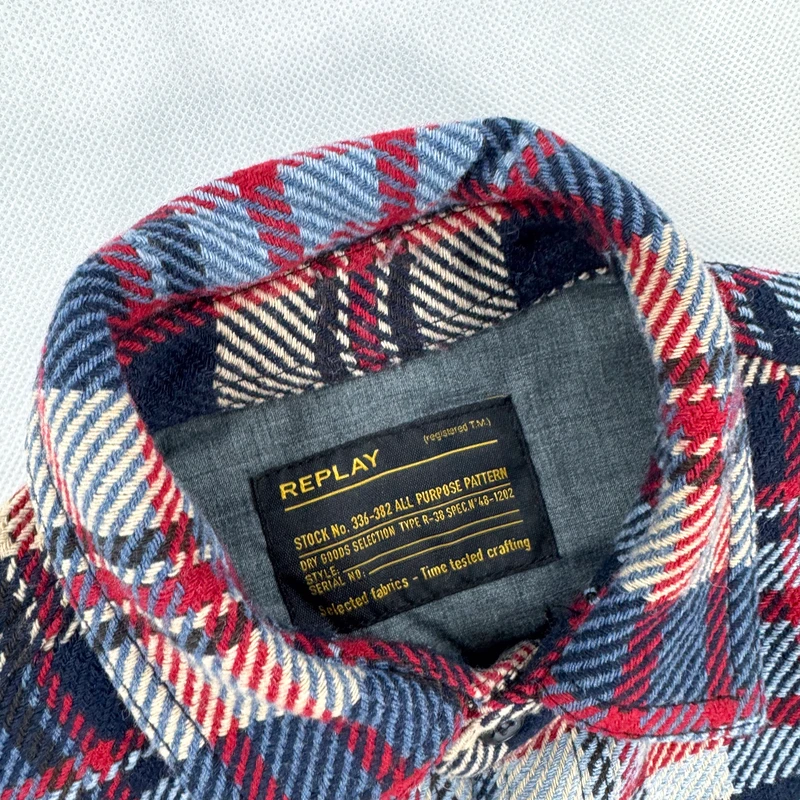 REPLAY (registered T.M.)
STOCK No. 336-382 ALL PURPOSE PATTERN
DRY GOODS SELECTION TYPE R-38 SPEC.N°48-1202
STYLE:
SERIAL NO:
Selected fabrics - Time tested crafting